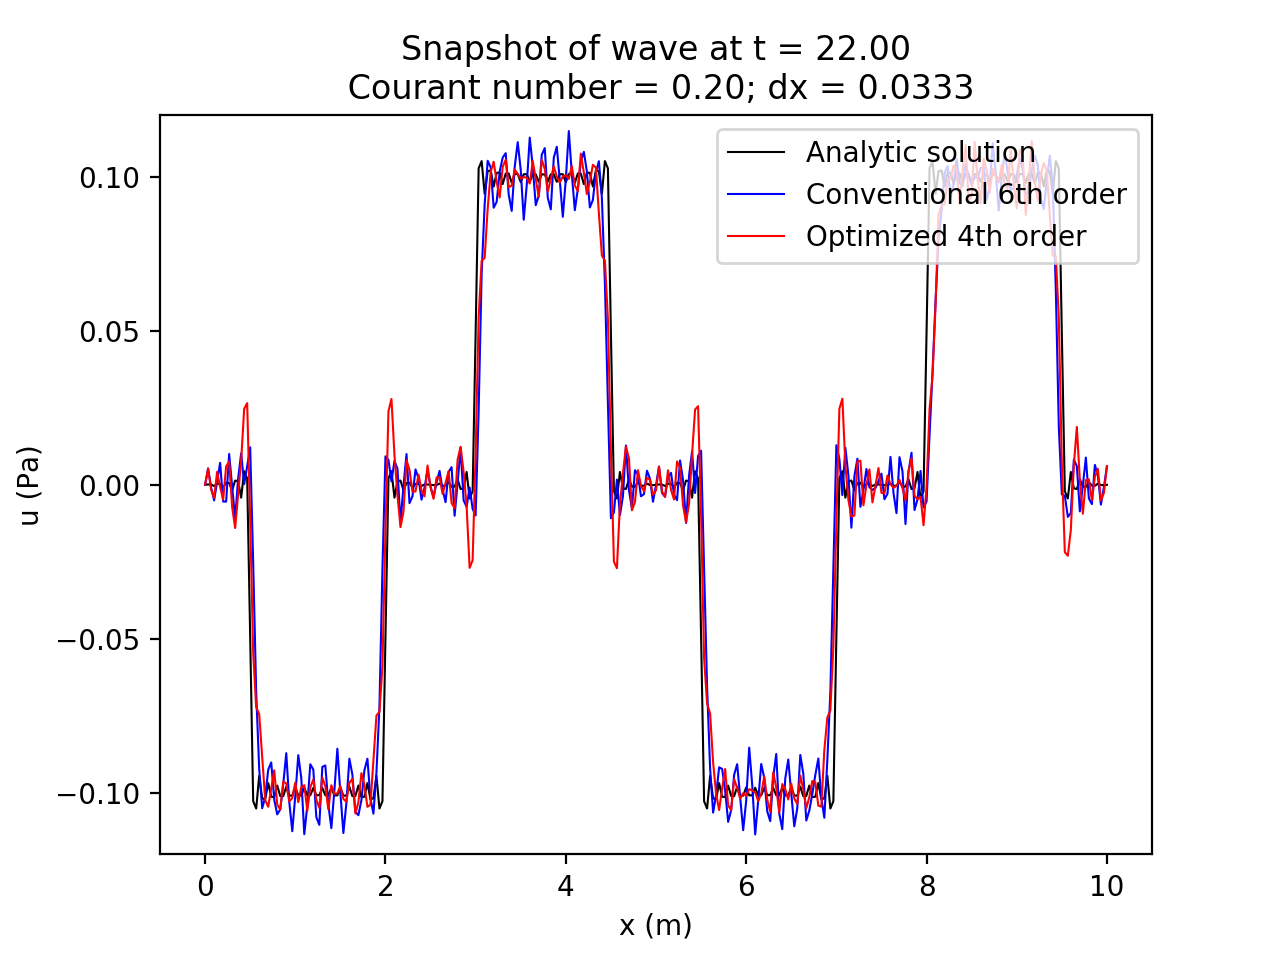 Snapshot of wave at t = 22.00
Courant number = 0.20; dx = 0.0333
Analytic solution
Conventional 6th order
Optimized 4th order
0.10
0.05
0.00
−0.05
−0.10
u (Pa)
0 2 4 6 8 10
x (m)